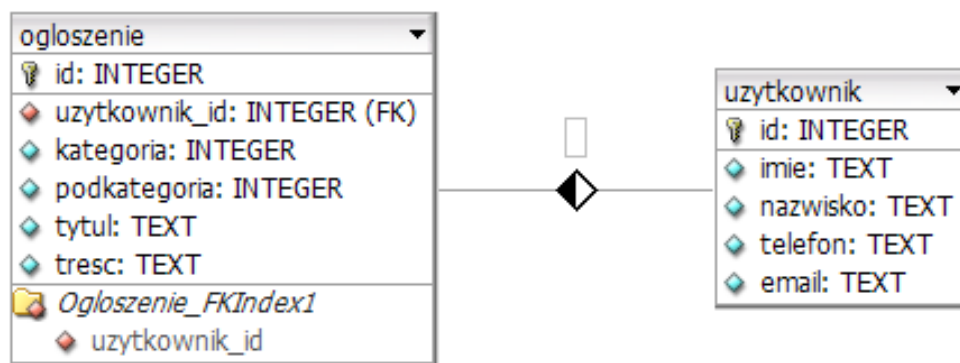 ogloszenie
id: INTEGER
uzytkownik_id: INTEGER (FK)
kategoria: INTEGER
podkategoria: INTEGER
tytul: TEXT
tresc: TEXT
Ogloszenie_FKIndex1
uzytkownik_id
uzytkownik
id: INTEGER
imie: TEXT
nazwisko: TEXT
telefon: TEXT
email: TEXT